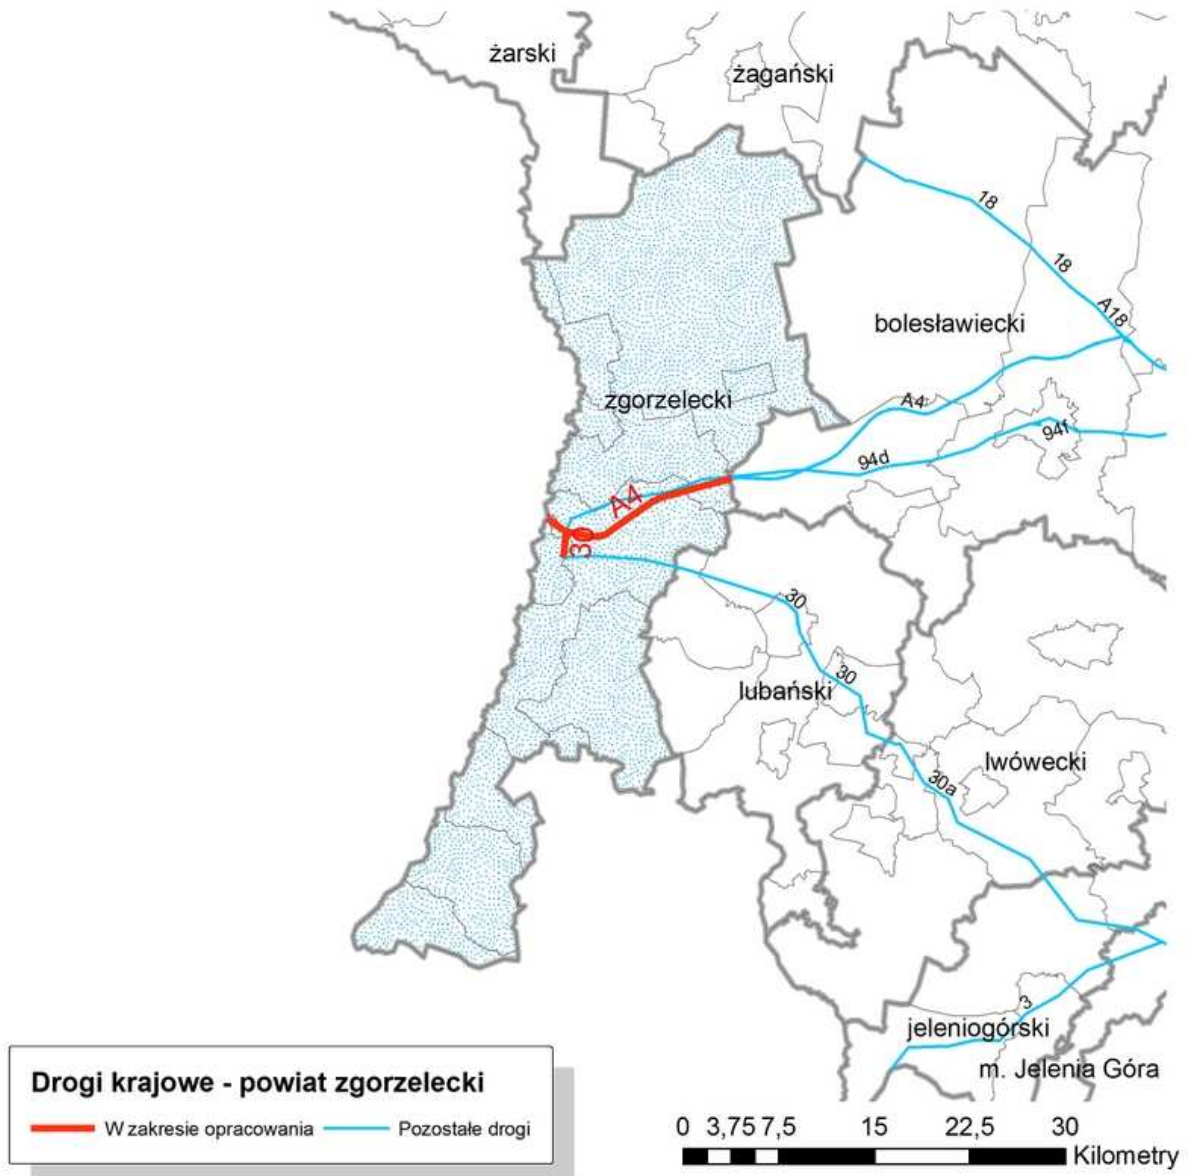 żarski
żagański
18
18
A18
bolesławiecki
zgorzelecki
A4
94f
94d
A4
30
30
30
lubański
lwówecki
30a
3
jeleniogórski
m. Jelenia Góra
Drogi krajowe - powiat zgorzelecki
W zakresie opracowania
Pozostałe drogi
0 3,75 7,5 15 22,5 30
Kilometry